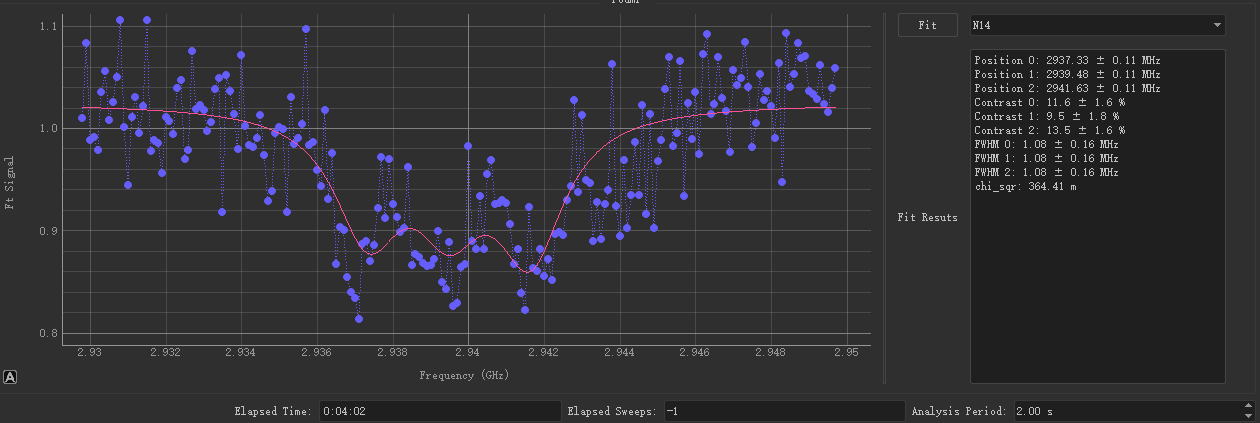 Fit
N14
Position 0: 2937.33 ± 0.11 MHz
Position 1: 2939.48 ± 0.11 MHz
Position 2: 2941.63 ± 0.11 MHz
Contrast 0: 11.6 ± 1.6 %
Contrast 1: 9.5 ± 1.8 %
Contrast 2: 13.5 ± 1.6 %
FWHM 0: 1.08 ± 0.16 MHz
FWHM 1: 1.08 ± 0.16 MHz
FWHM 2: 1.08 ± 0.16 MHz
chi_sqr: 364.41 m
Fit Resuts
1.1
1.0
0.9
0.8
Ft Signal
2.93 2.932 2.934 2.936 2.938 2.94 2.942 2.944 2.946 2.948 2.95
Frequency (GHz)
A
Elapsed Time: 0:04:02 Elapsed Sweeps: -1 Analysis Period: 2.00 s